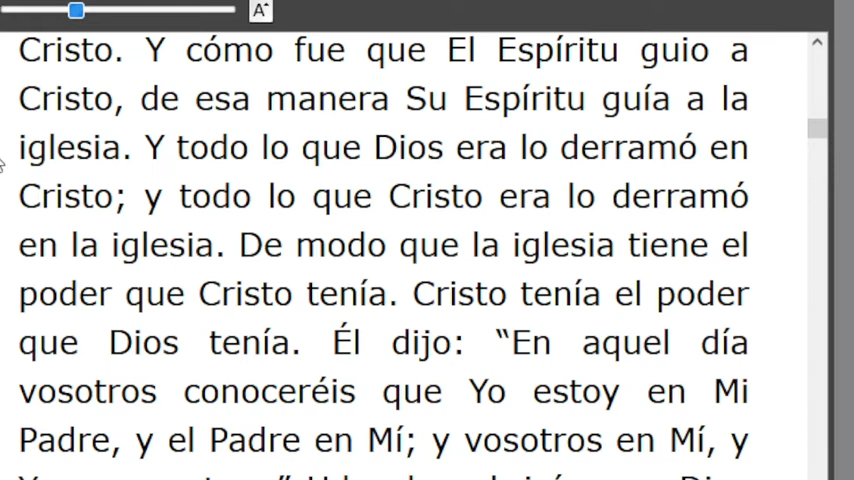 A
Cristo. Y cómo fue que El Espíritu guio a
Cristo, de esa manera Su Espíritu guía a la
iglesia. Y todo lo que Dios era lo derramó en
Cristo; y todo lo que Cristo era lo derramó
en la iglesia. De modo que la iglesia tiene el
poder que Cristo tenía. Cristo tenía el poder
que Dios tenía. Él dijo: “En aquel día
vosotros conoceréis que Yo estoy en Mi
Padre, y el Padre en Mí; y vosotros en Mí, y